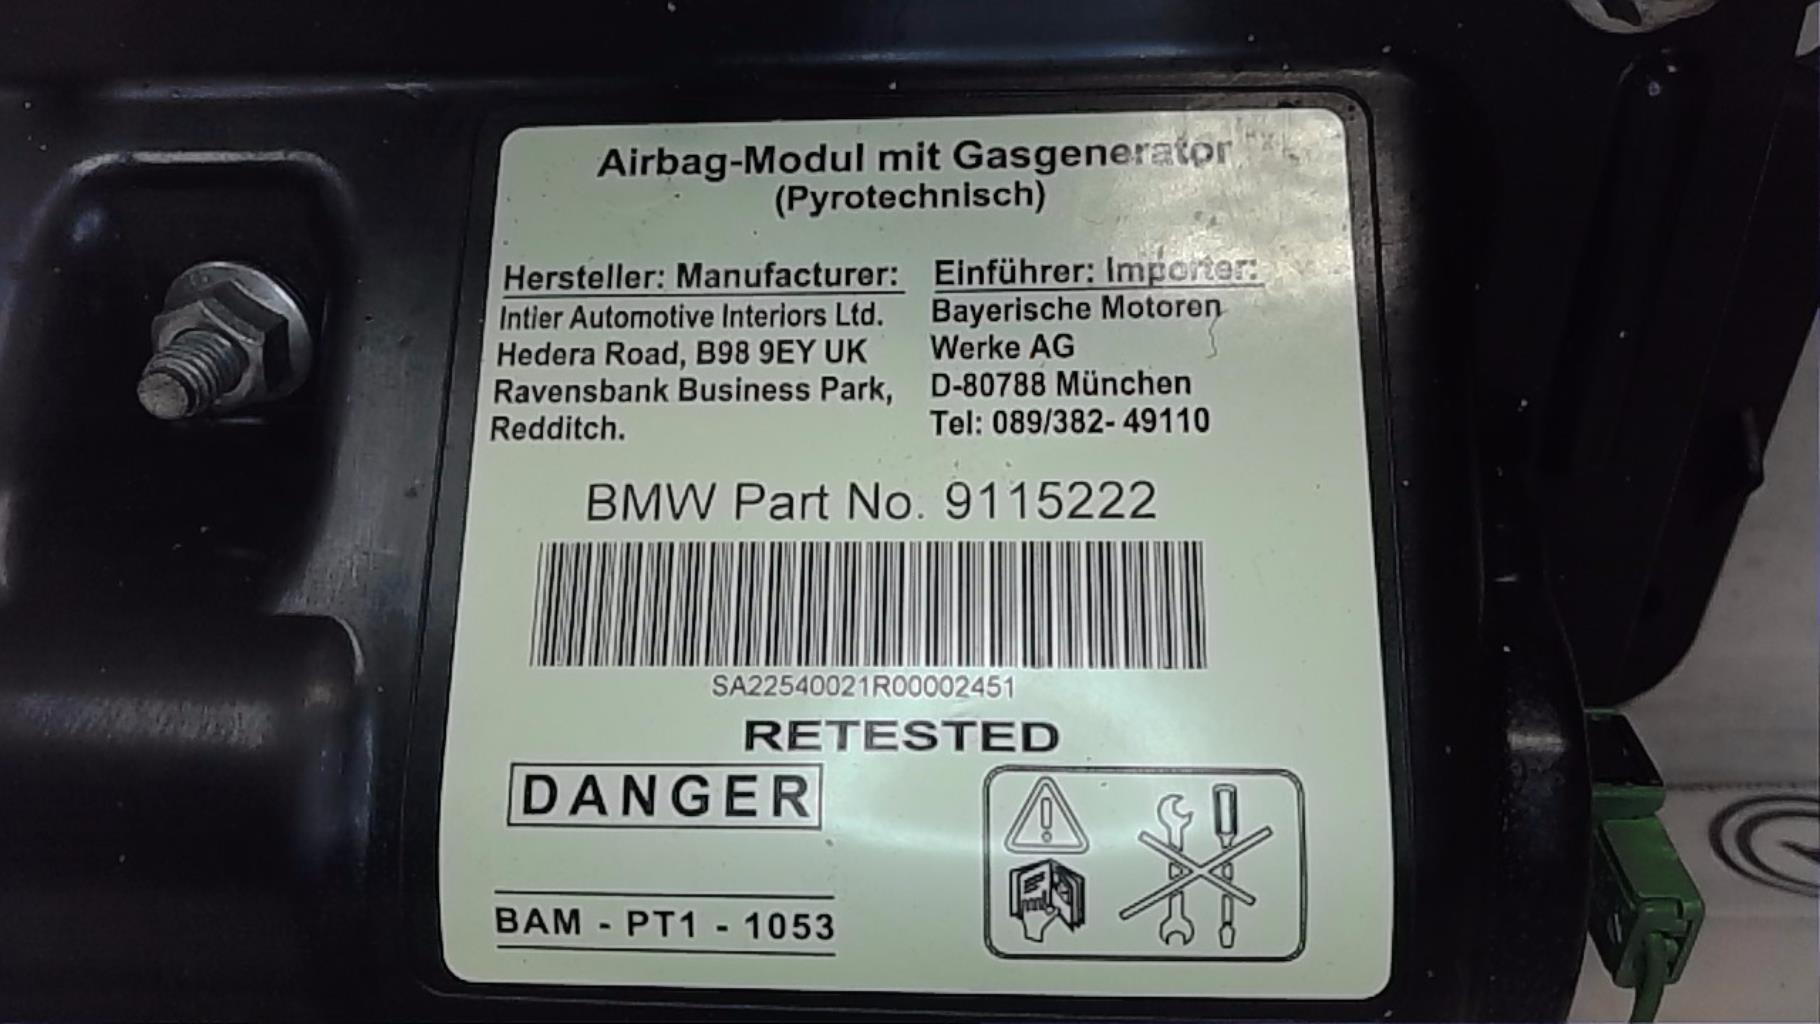 Airbag-Modul mit Gasgenerator
(Pyrotechnisch)
Hersteller: Manufacturer:
Intier Automotive Interiors Ltd.
Hedera Road, B98 9EY UK
Ravensbank Business Park,
Redditch.
Einführer: Importer:
Bayerische Motoren
Werke AG
D-80788 München
Tel: 089/382- 49110
BMW Part No. 9115222
SA22540021R00002451
RETESTED
DANGER
BAM - PT1 - 1053